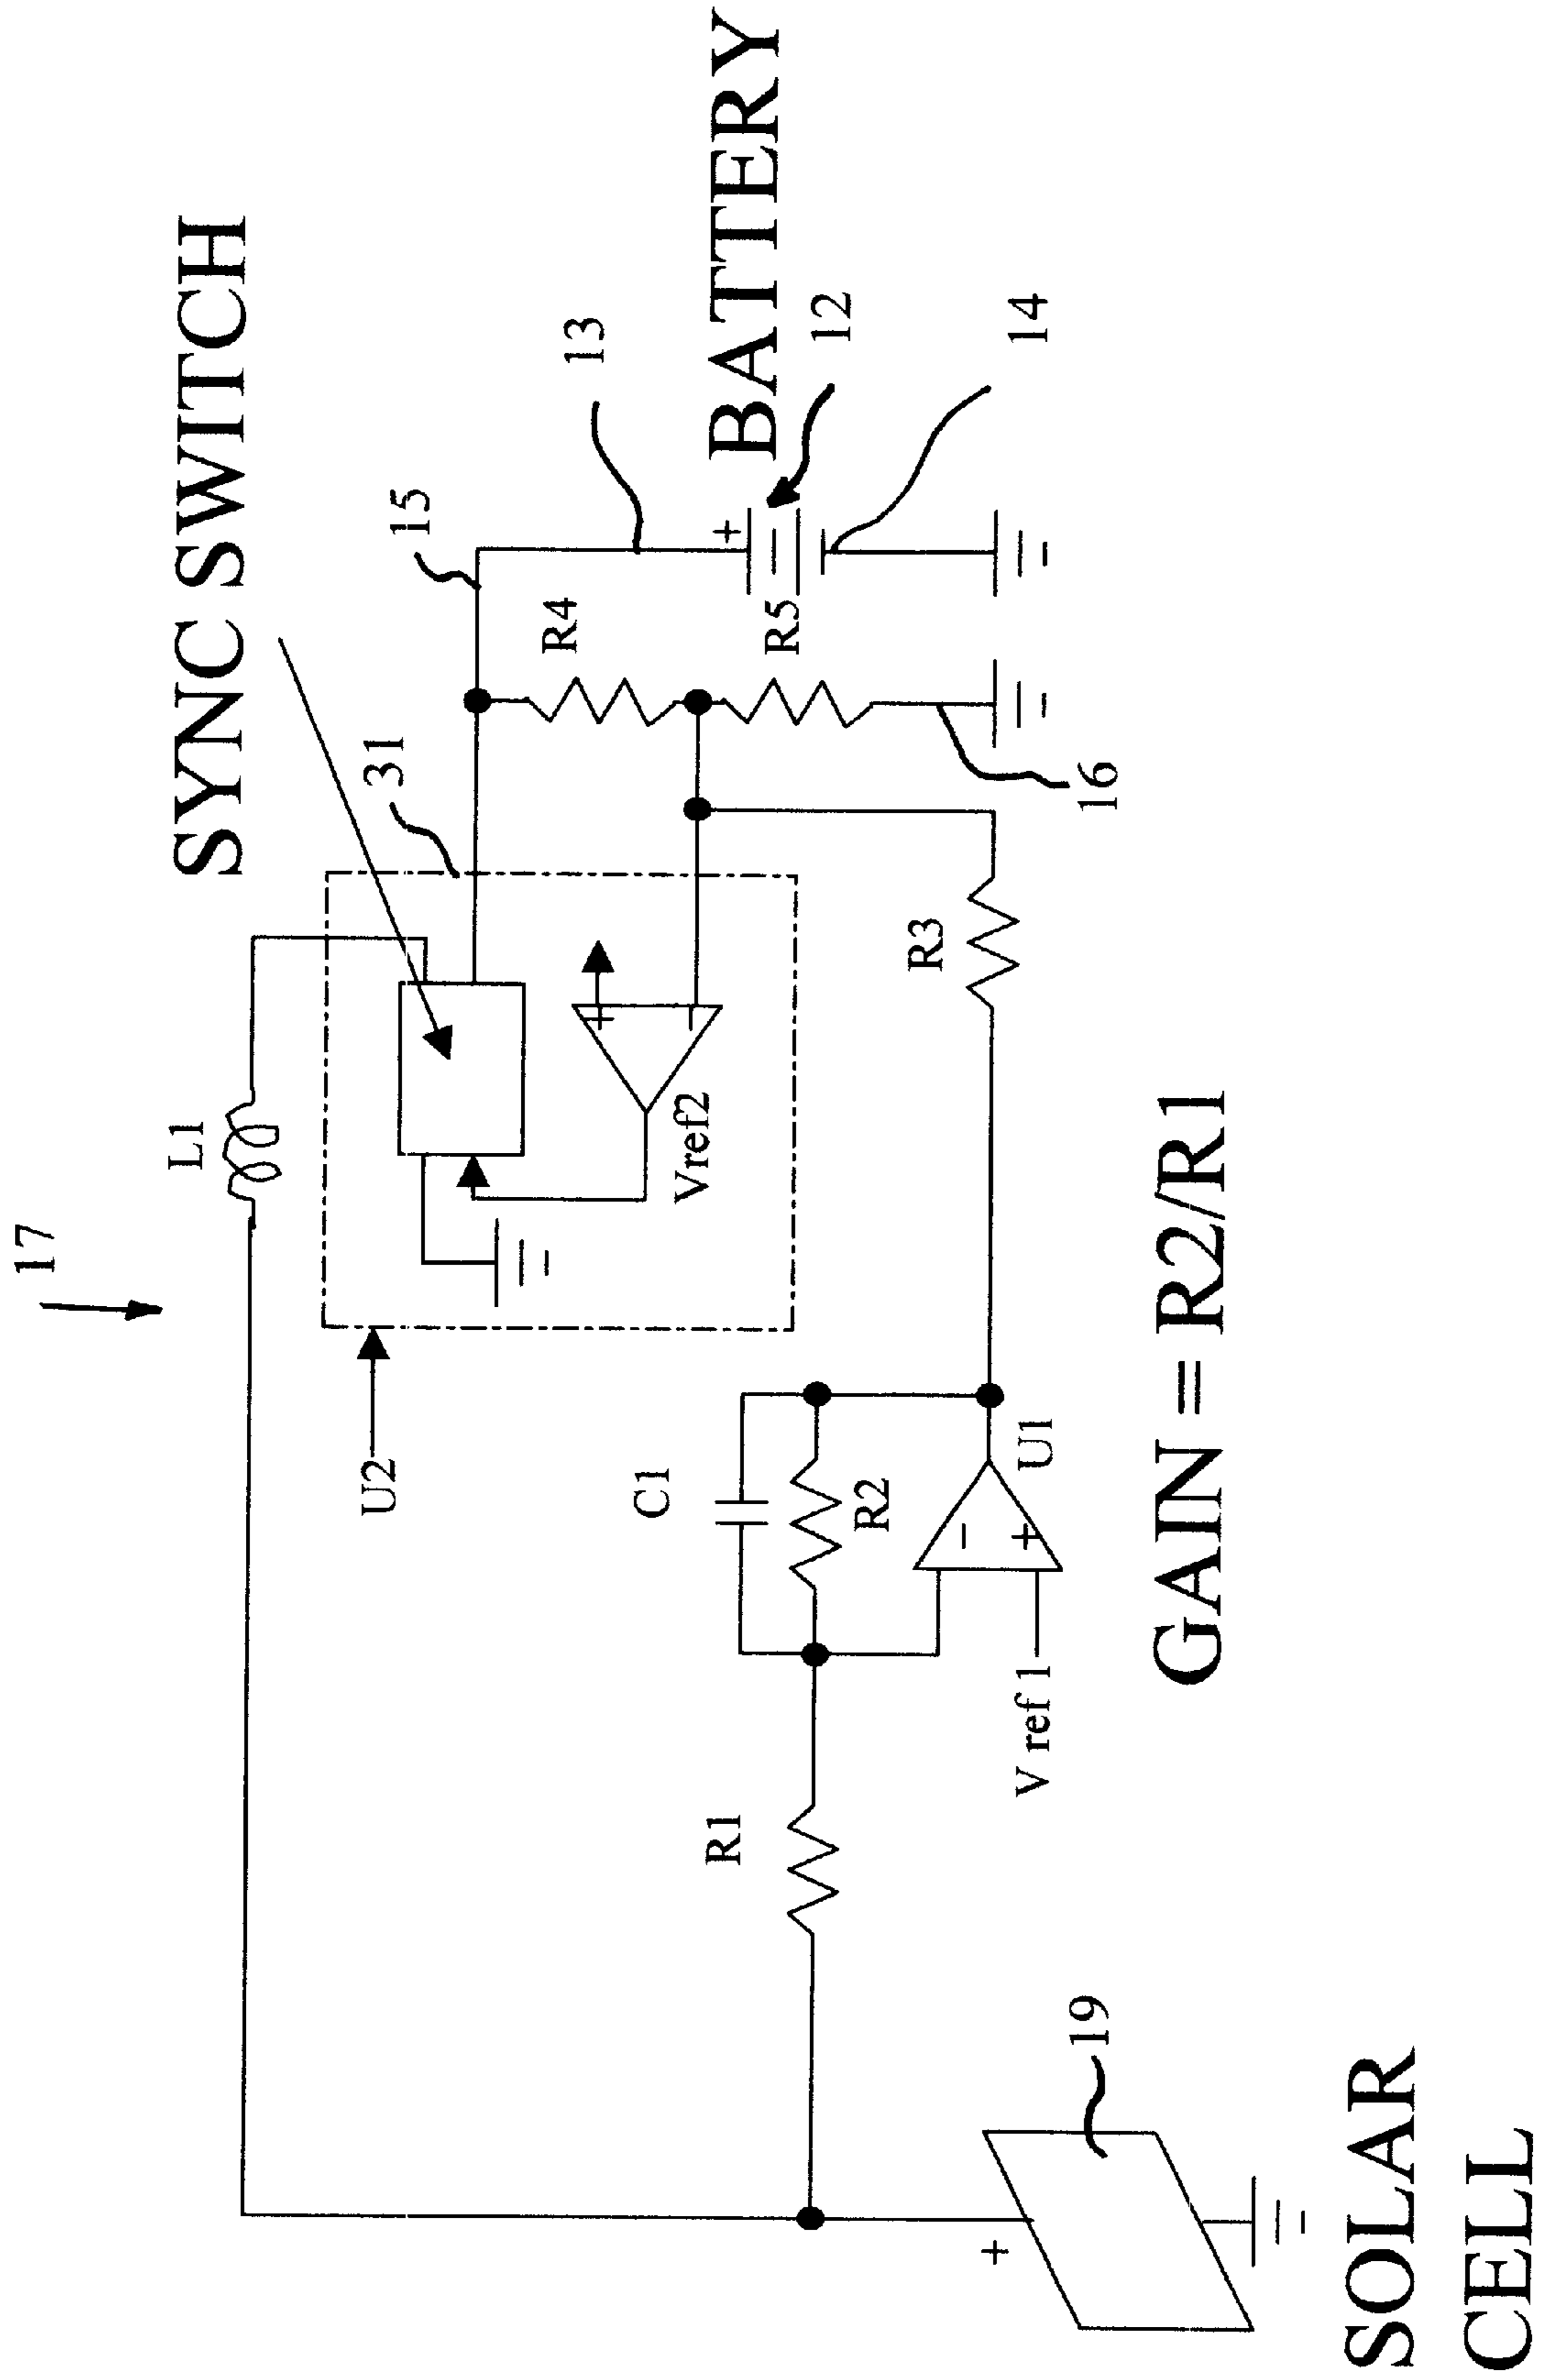 17
SYNC SWITCH
L1
31
15
13
U2
R4
BATTERY
+
12
Vref2
+
−
R5
14
C1
R3
16
R2
R1
−
+
U1
V ref 1
GAIN = R2/R1
+
19
SOLAR
CELL